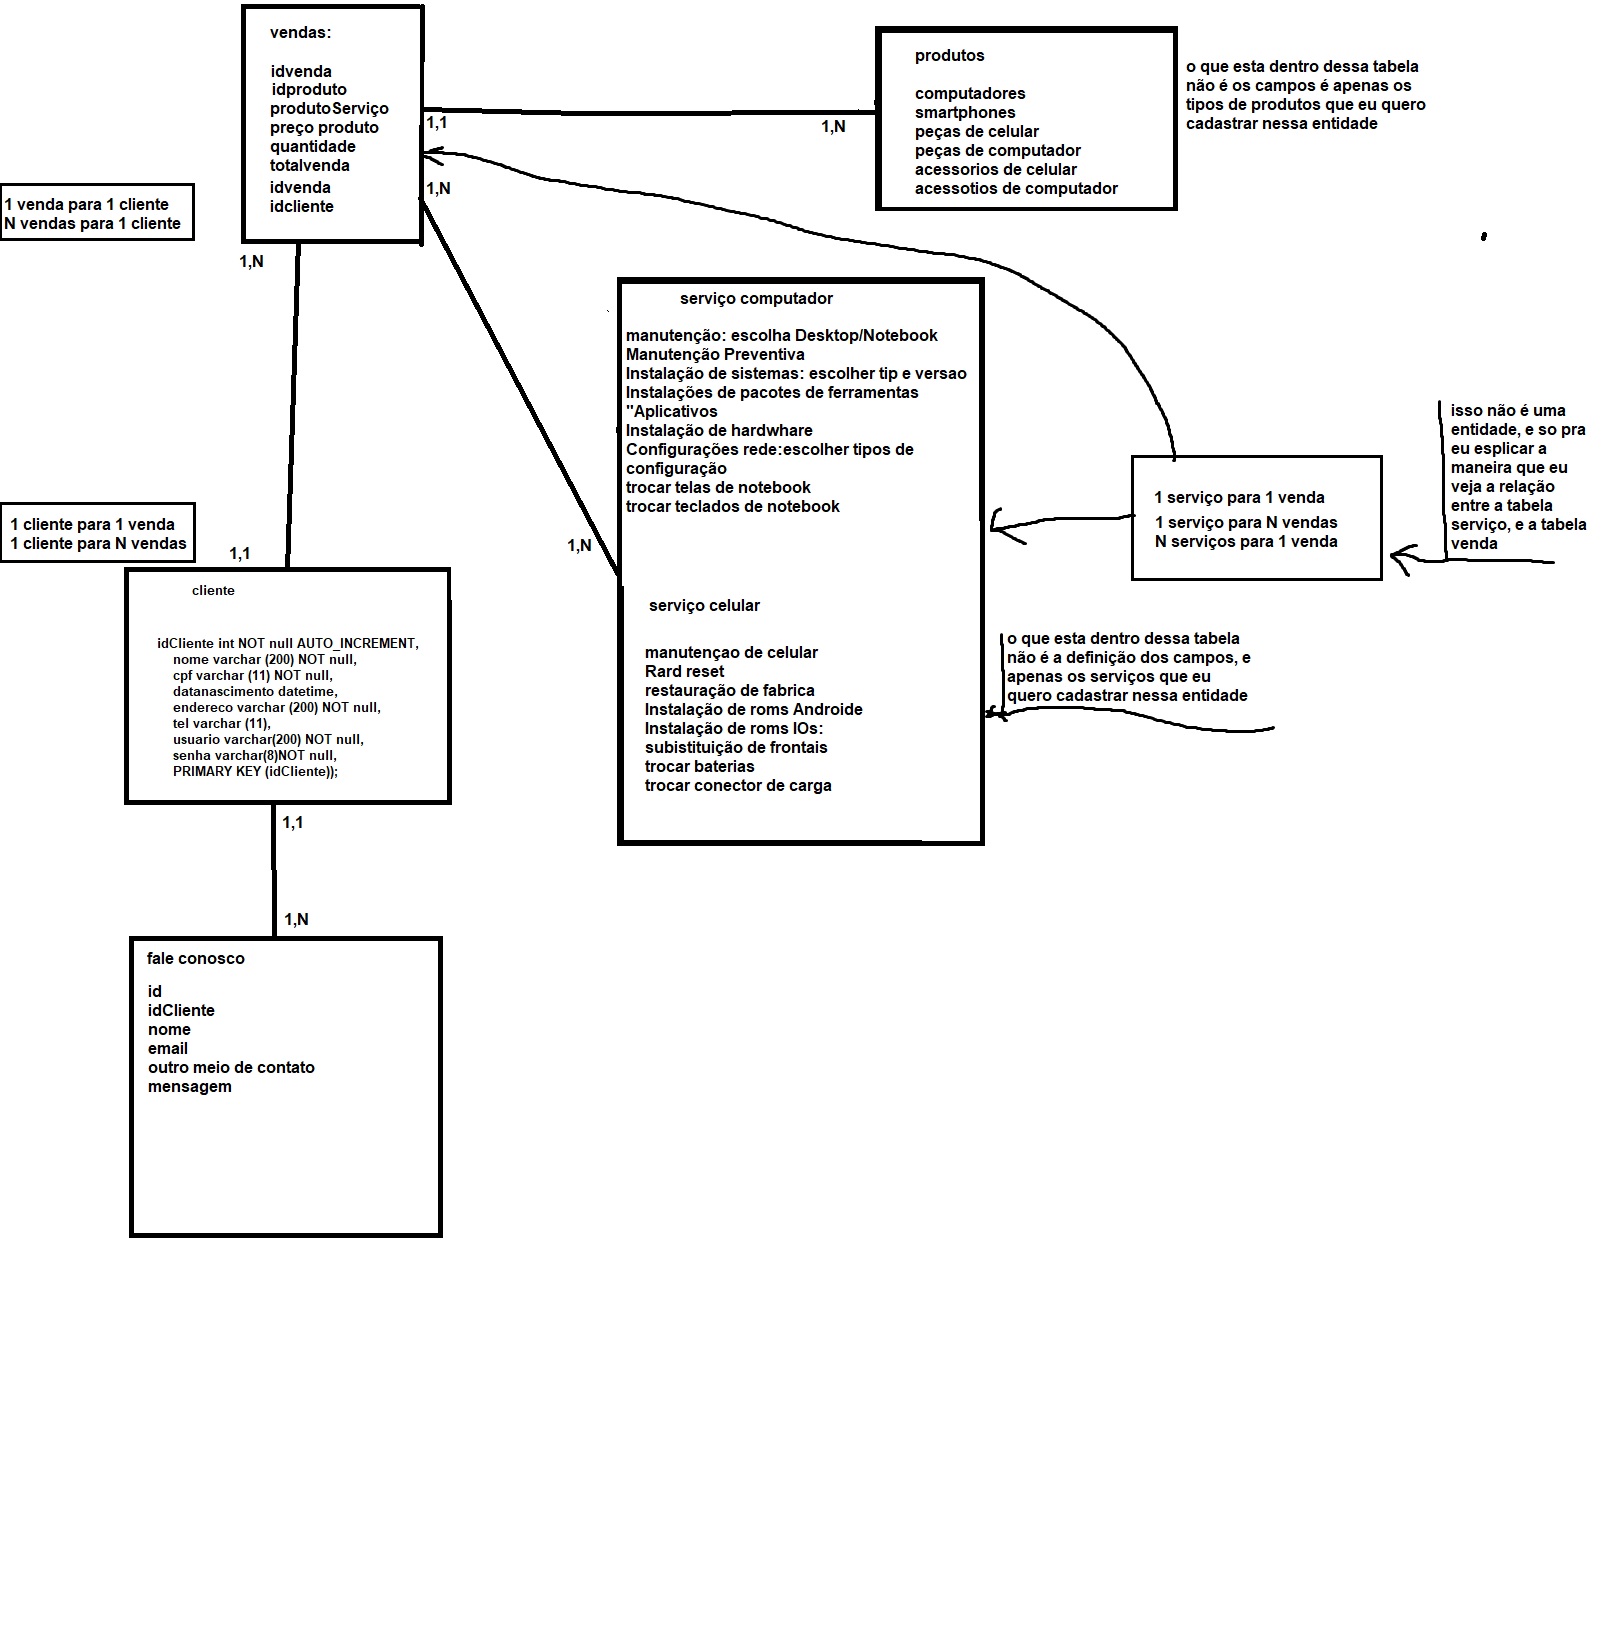 vendas:
idvenda
idproduto
produtoServiço
preço produto
quantidade
totalvenda
idvenda
idcliente
1,1
1,N
1,N
1,N
produtos
computadores
smartphones
peças de celular
peças de computador
acessorios de celular
acessotios de computador
o que esta dentro dessa tabela
não é os campos é apenas os
tipos de produtos que eu quero
cadastrar nessa entidade
1 venda para 1 cliente
N vendas para 1 cliente
serviço computador
manutenção: escolha Desktop/Notebook
Manutenção Preventiva
Instalação de sistemas: escolher tip e versao
Instalações de pacotes de ferramentas
"Aplicativos
Instalação de hardwhare
Configurações rede:escolher tipos de
configuração
trocar telas de notebook
trocar teclados de notebook
1,N
serviço celular
manutençao de celular
Rard reset
restauração de fabrica
Instalação de roms Androide
Instalação de roms IOs:
subistituição de frontais
trocar baterias
trocar conector de carga
1 serviço para 1 venda
1 serviço para N vendas
N serviços para 1 venda
isso não é uma
entidade, e so pra
eu esplicar a
maneira que eu
veja a relação
entre a tabela
serviço, e a tabela
venda
o que esta dentro dessa tabela
não é a definição dos campos, e
apenas os serviços que eu
quero cadastrar nessa entidade
1 cliente para 1 venda
1 cliente para N vendas
1,1
cliente
idCliente int NOT null AUTO_INCREMENT,
nome varchar (200) NOT null,
cpf varchar (11) NOT null,
datanascimento datetime,
endereco varchar (200) NOT null,
tel varchar (11),
usuario varchar(200) NOT null,
senha varchar(8)NOT null,
PRIMARY KEY (idCliente));
1,1
1,N
fale conosco
id
idCliente
nome
email
outro meio de contato
mensagem